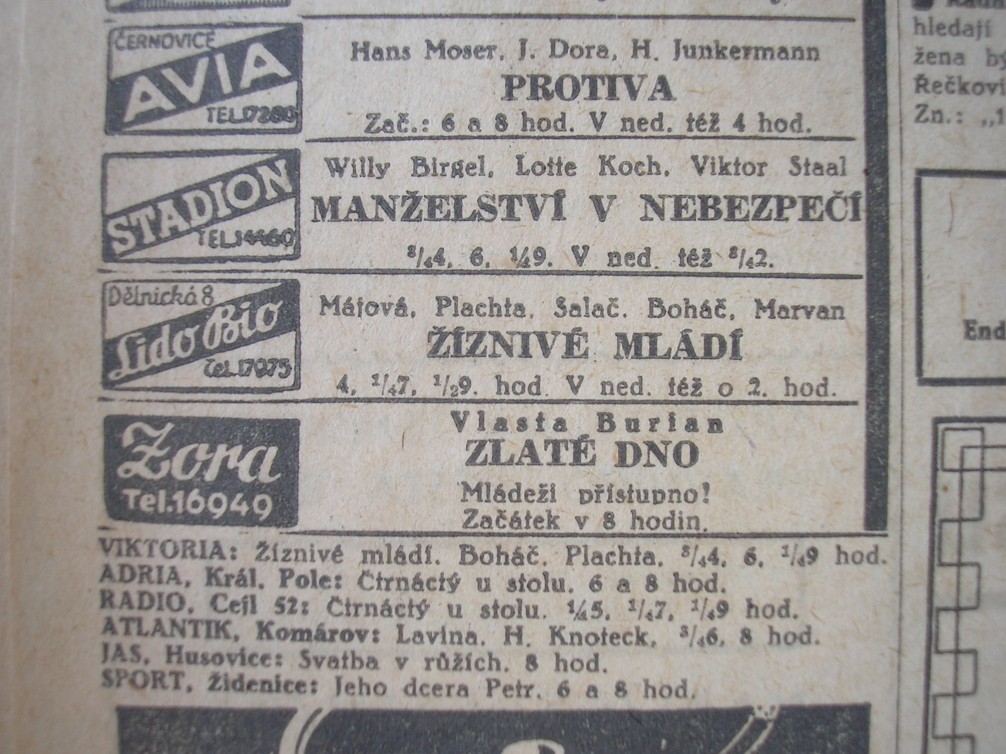 ČERNOVICE
AVIA
TEL.17280
Hans Moser, J. Dora, H. Junkermann
PROTIVA
Zač.: 6 a 8 hod. V ned. též 4 hod.
STADION
TEL.14460
Willy Birgel, Lotte Koch, Viktor Staal
MANŽELSTVÍ V NEBEZPEČÍ
³/₄4, 6, ¼9. V ned. též ³/₄2.
Dělnická 8
Lido Bio
Tel.17975
Májová, Plachta, Salač, Boháč, Marvan
ŽÍZNIVÉ MLÁDÍ
4, ¹/₄7, ¹/₂9. hod. V ned. též o 2. hod.
Zora
Tel.16949
Vlasta Burian
ZLATÉ DNO
Mládeži přístupno!
Začátek v 8 hodin.
VIKTORIA: Žíznivé mládí. Boháč, Plachta, ³/₄4, 6, ¹/₄9 hod.
ADRIA, Král. Pole: Čtrnáctý u stolu. 6 a 8 hod.
RADIO, Cejl 52: Čtrnáctý u stolu. ¼5, ¹/₄7, ¹/₄9 hod.
ATLANTIK, Komárov: Lavina. H. Knoteck, ³/₄6, 8 hod.
JAS, Husovice: Svatba v růžích. 8 hod.
SPORT, Židenice: Jeho dcera Petr. 6 a 8 hod.
hledají
žena
Řečkovi
Zn.: „1